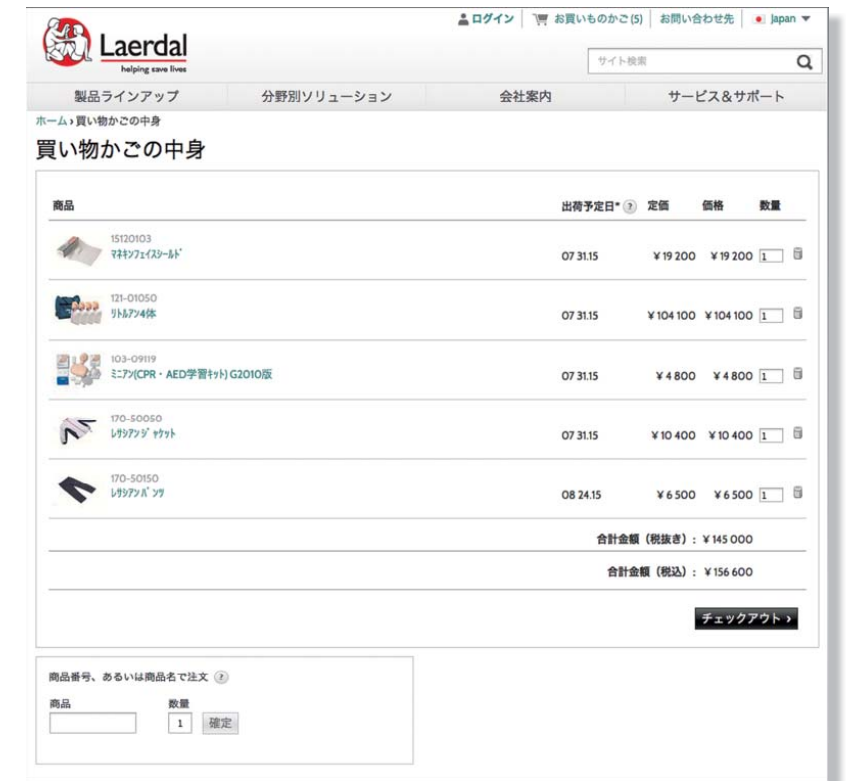 Laerdal
helping save lives
ログイン お買いものかご (5) お問い合わせ先 Japan
サイト検索
製品ラインアップ 分野別ソリューション 会社案内 サービス&サポート
ホーム › 買い物かごの中身
買い物かごの中身
商品 出荷予定日* ? 定価 価格 数量
15120103
ﾏﾈｷﾝﾌｪｲｽｼｰﾙﾄﾞ
07 31.15 ¥ 19 200 ¥ 19 200 1
121-01050
ﾘﾄﾙｱﾝ4体
07 31.15 ¥ 104 100 ¥ 104 100 1
103-09119
ﾐﾆｱﾝ(CPR・AED学習ｷｯﾄ) G2010版
07 31.15 ¥ 4 800 ¥ 4 800 1
170-50050
ﾚｻｼｱﾝ ｼﾞｬｹｯﾄ
07 31.15 ¥ 10 400 ¥ 10 400 1
170-50150
ﾚｻｼｱﾝ ﾊﾟﾝﾂ
08 24.15 ¥ 6 500 ¥ 6 500 1
合計金額（税抜き）: ¥ 145 000
合計金額（税込）: ¥ 156 600
チェックアウト ›
商品番号、あるいは商品名で注文 ?
商品 数量
1 確定